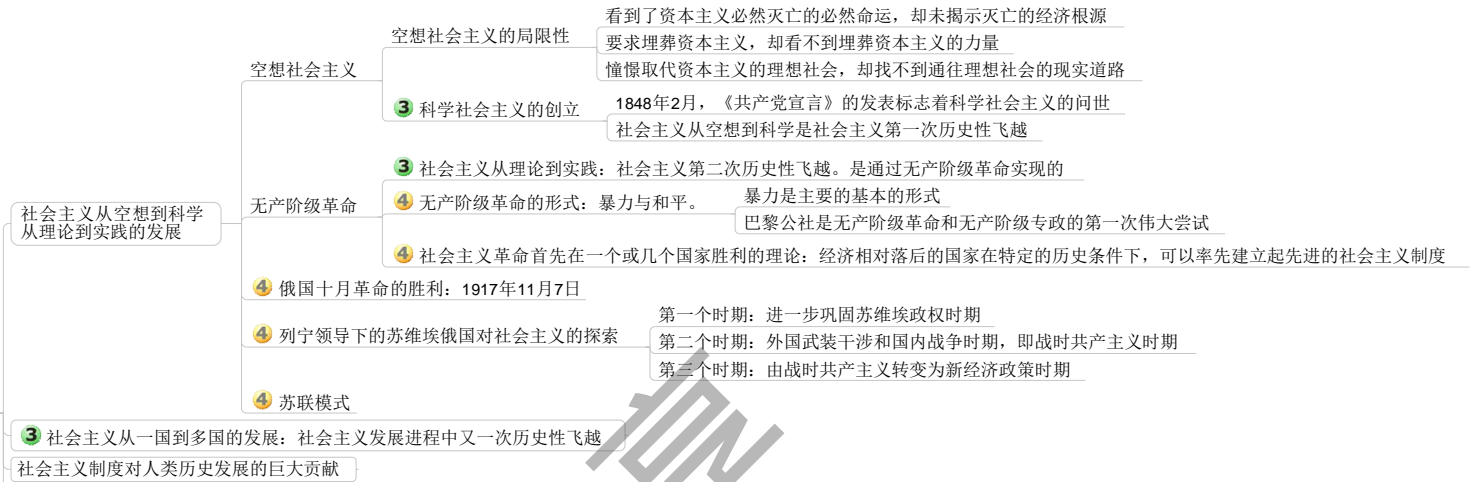 看到了资本主义必然灭亡的必然命运，却未揭示灭亡的经济根源
空想社会主义的局限性
要求埋葬资本主义，却看不到埋葬资本主义的力量
空想社会主义
憧憬取代资本主义的理想社会，却找不到通往理想社会的现实道路
3 科学社会主义的创立
1848年2月，《共产党宣言》的发表标志着科学社会主义的问世
社会主义从空想到科学是社会主义第一次历史性飞越
3 社会主义从理论到实践：社会主义第二次历史性飞越。是通过无产阶级革命实现的
无产阶级革命
4 无产阶级革命的形式：暴力与和平。
暴力是主要的基本的形式
巴黎公社是无产阶级革命和无产阶级专政的第一次伟大尝试
社会主义从空想到科学
从理论到实践的发展
4 社会主义革命首先在一个或几个国家胜利的理论：经济相对落后的国家在特定的历史条件下，可以率先建立起先进的社会主义制度
4 俄国十月革命的胜利：1917年11月7日
第一个时期：进一步巩固苏维埃政权时期
4 列宁领导下的苏维埃俄国对社会主义的探索
第二个时期：外国武装干涉和国内战争时期，即战时共产主义时期
第三个时期：由战时共产主义转变为新经济政策时期
4 苏联模式
3 社会主义从一国到多国的发展：社会主义发展进程中又一次历史性飞越
社会主义制度对人类历史发展的巨大贡献